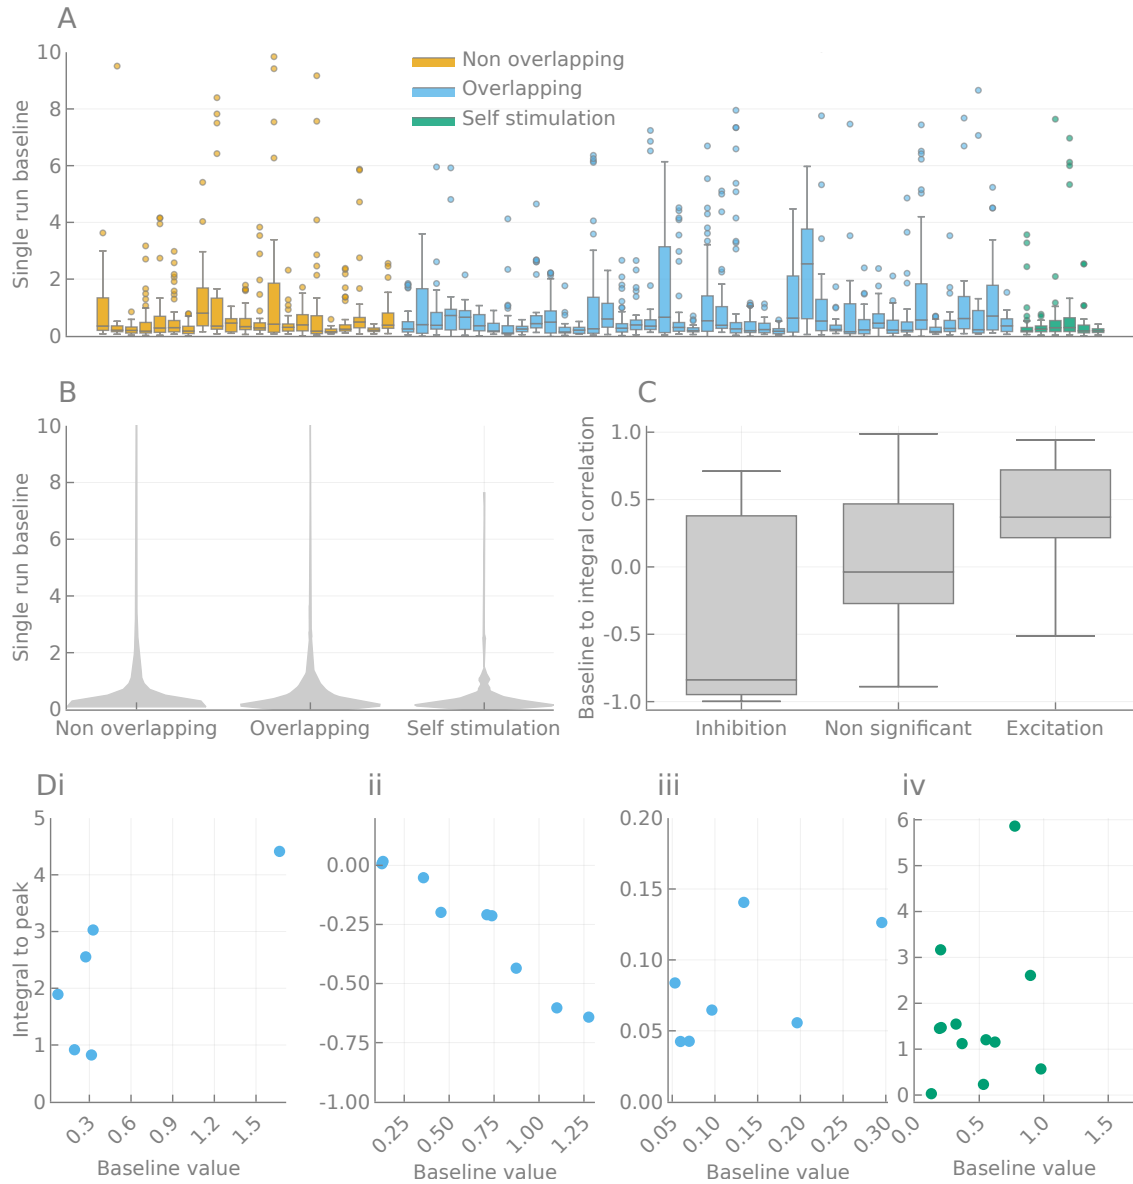 A
Single run baseline
10
8
6
4
2
0
Non overlapping
Overlapping
Self stimulation
B
Single run baseline
10
8
6
4
2
0
Non overlapping
Overlapping
Self stimulation
C
Baseline to integral correlation
1.0
0.5
0.0
-0.5
-1.0
Inhibition
Non significant
Excitation
Di
Integral to peak
5
4
3
2
1
0
0.3
0.6
0.9
1.2
1.5
Baseline value
ii
0.00
-0.25
-0.50
-0.75
-1.00
0.25
0.50
0.75
1.00
1.25
Baseline value
iii
0.20
0.15
0.10
0.05
0.00
0.05
0.10
0.15
0.20
0.25
0.30
Baseline value
iv
6
5
4
3
2
1
0
0.0
0.5
1.0
1.5
Baseline value